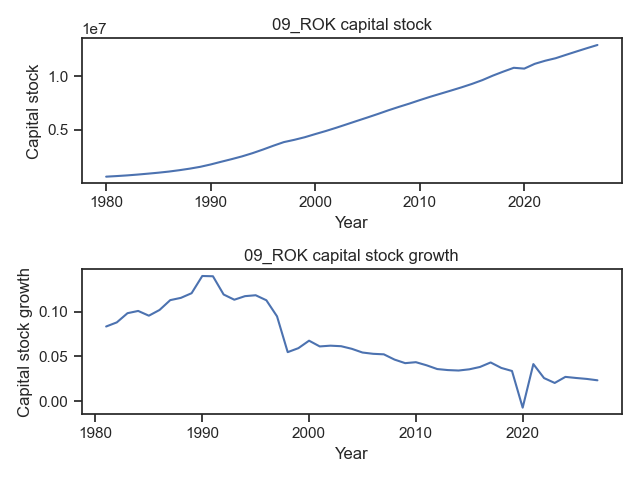 09_ROK capital stock
1e7
1.0
0.5
Capital stock
1980 1990 2000 2010 2020
Year
09_ROK capital stock growth
0.10
0.05
0.00
Capital stock growth
1980 1990 2000 2010 2020
Year